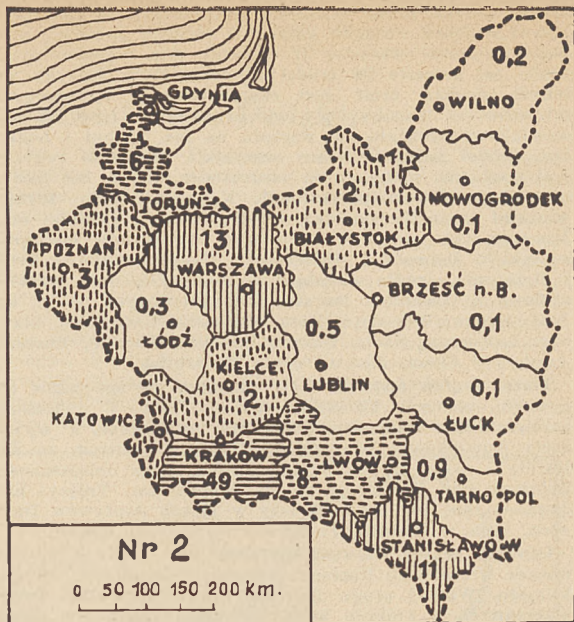 0,2
WILNO
GDYNIA
6
TORUŃ
2
BIAŁYSTOK
NOWOGRÓDEK
0,1
POZNAŃ
3
13
WARSZAWA
BRZEŚĆ n.B.
0,1
0,3
ŁÓDŹ
0,5
LUBLIN
KIELCE
2
0,1
ŁUCK
KATOWICE
7
KRAKÓW
49
LWÓW
8
0,9
TARNOPOL
STANISŁAWÓW
11
Nr 2
0 50 100 150 200 km.